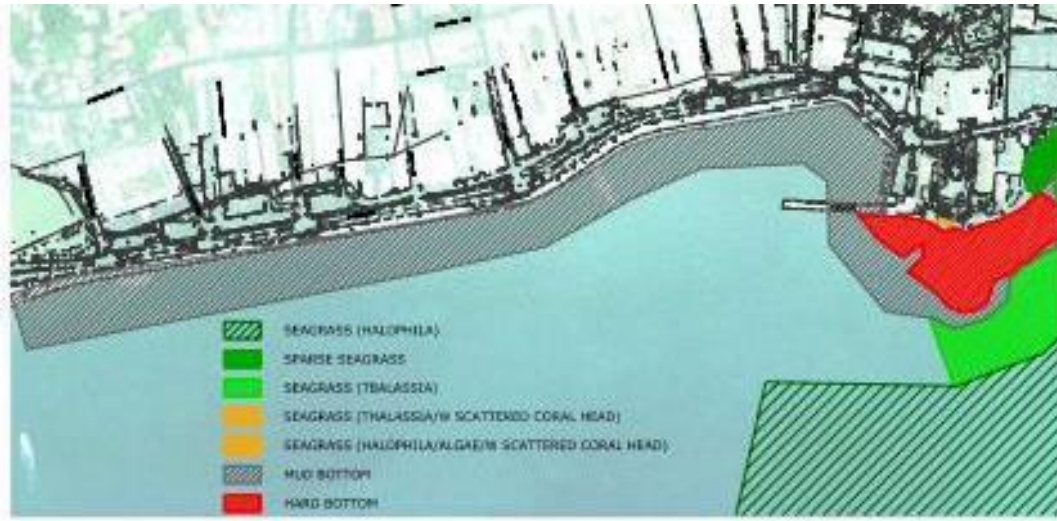 SEAGRASS (HALOPHILA)
SPARSE SEAGRASS
SEAGRASS (TBALASSIA)
SEAGRASS (THALASSIA/W SCATTERED CORAL HEAD)
SEAGRASS (HALOPHILA/ALGAE/W SCATTERED CORAL HEAD)
MUD BOTTOM
HARD BOTTOM